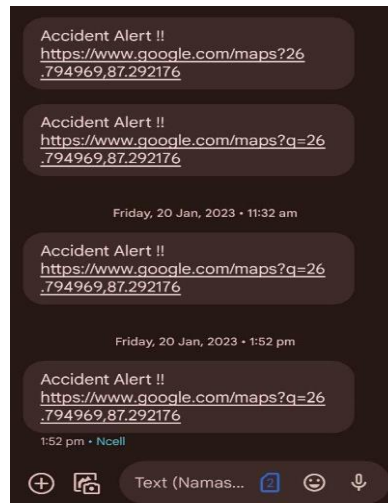 Accident Alert !!
https://www.google.com/maps?26
.794969,87.292176
Accident Alert !!
https://www.google.com/maps?q=26
.794969,87.292176
Friday, 20 Jan, 2023 • 11:32 am
Accident Alert !!
https://www.google.com/maps?q=26
.794969,87.292176
Friday, 20 Jan, 2023 • 1:52 pm
Accident Alert !!
https://www.google.com/maps?q=26
.794969,87.292176
1:52 pm • Ncell
Text (Namas... 2